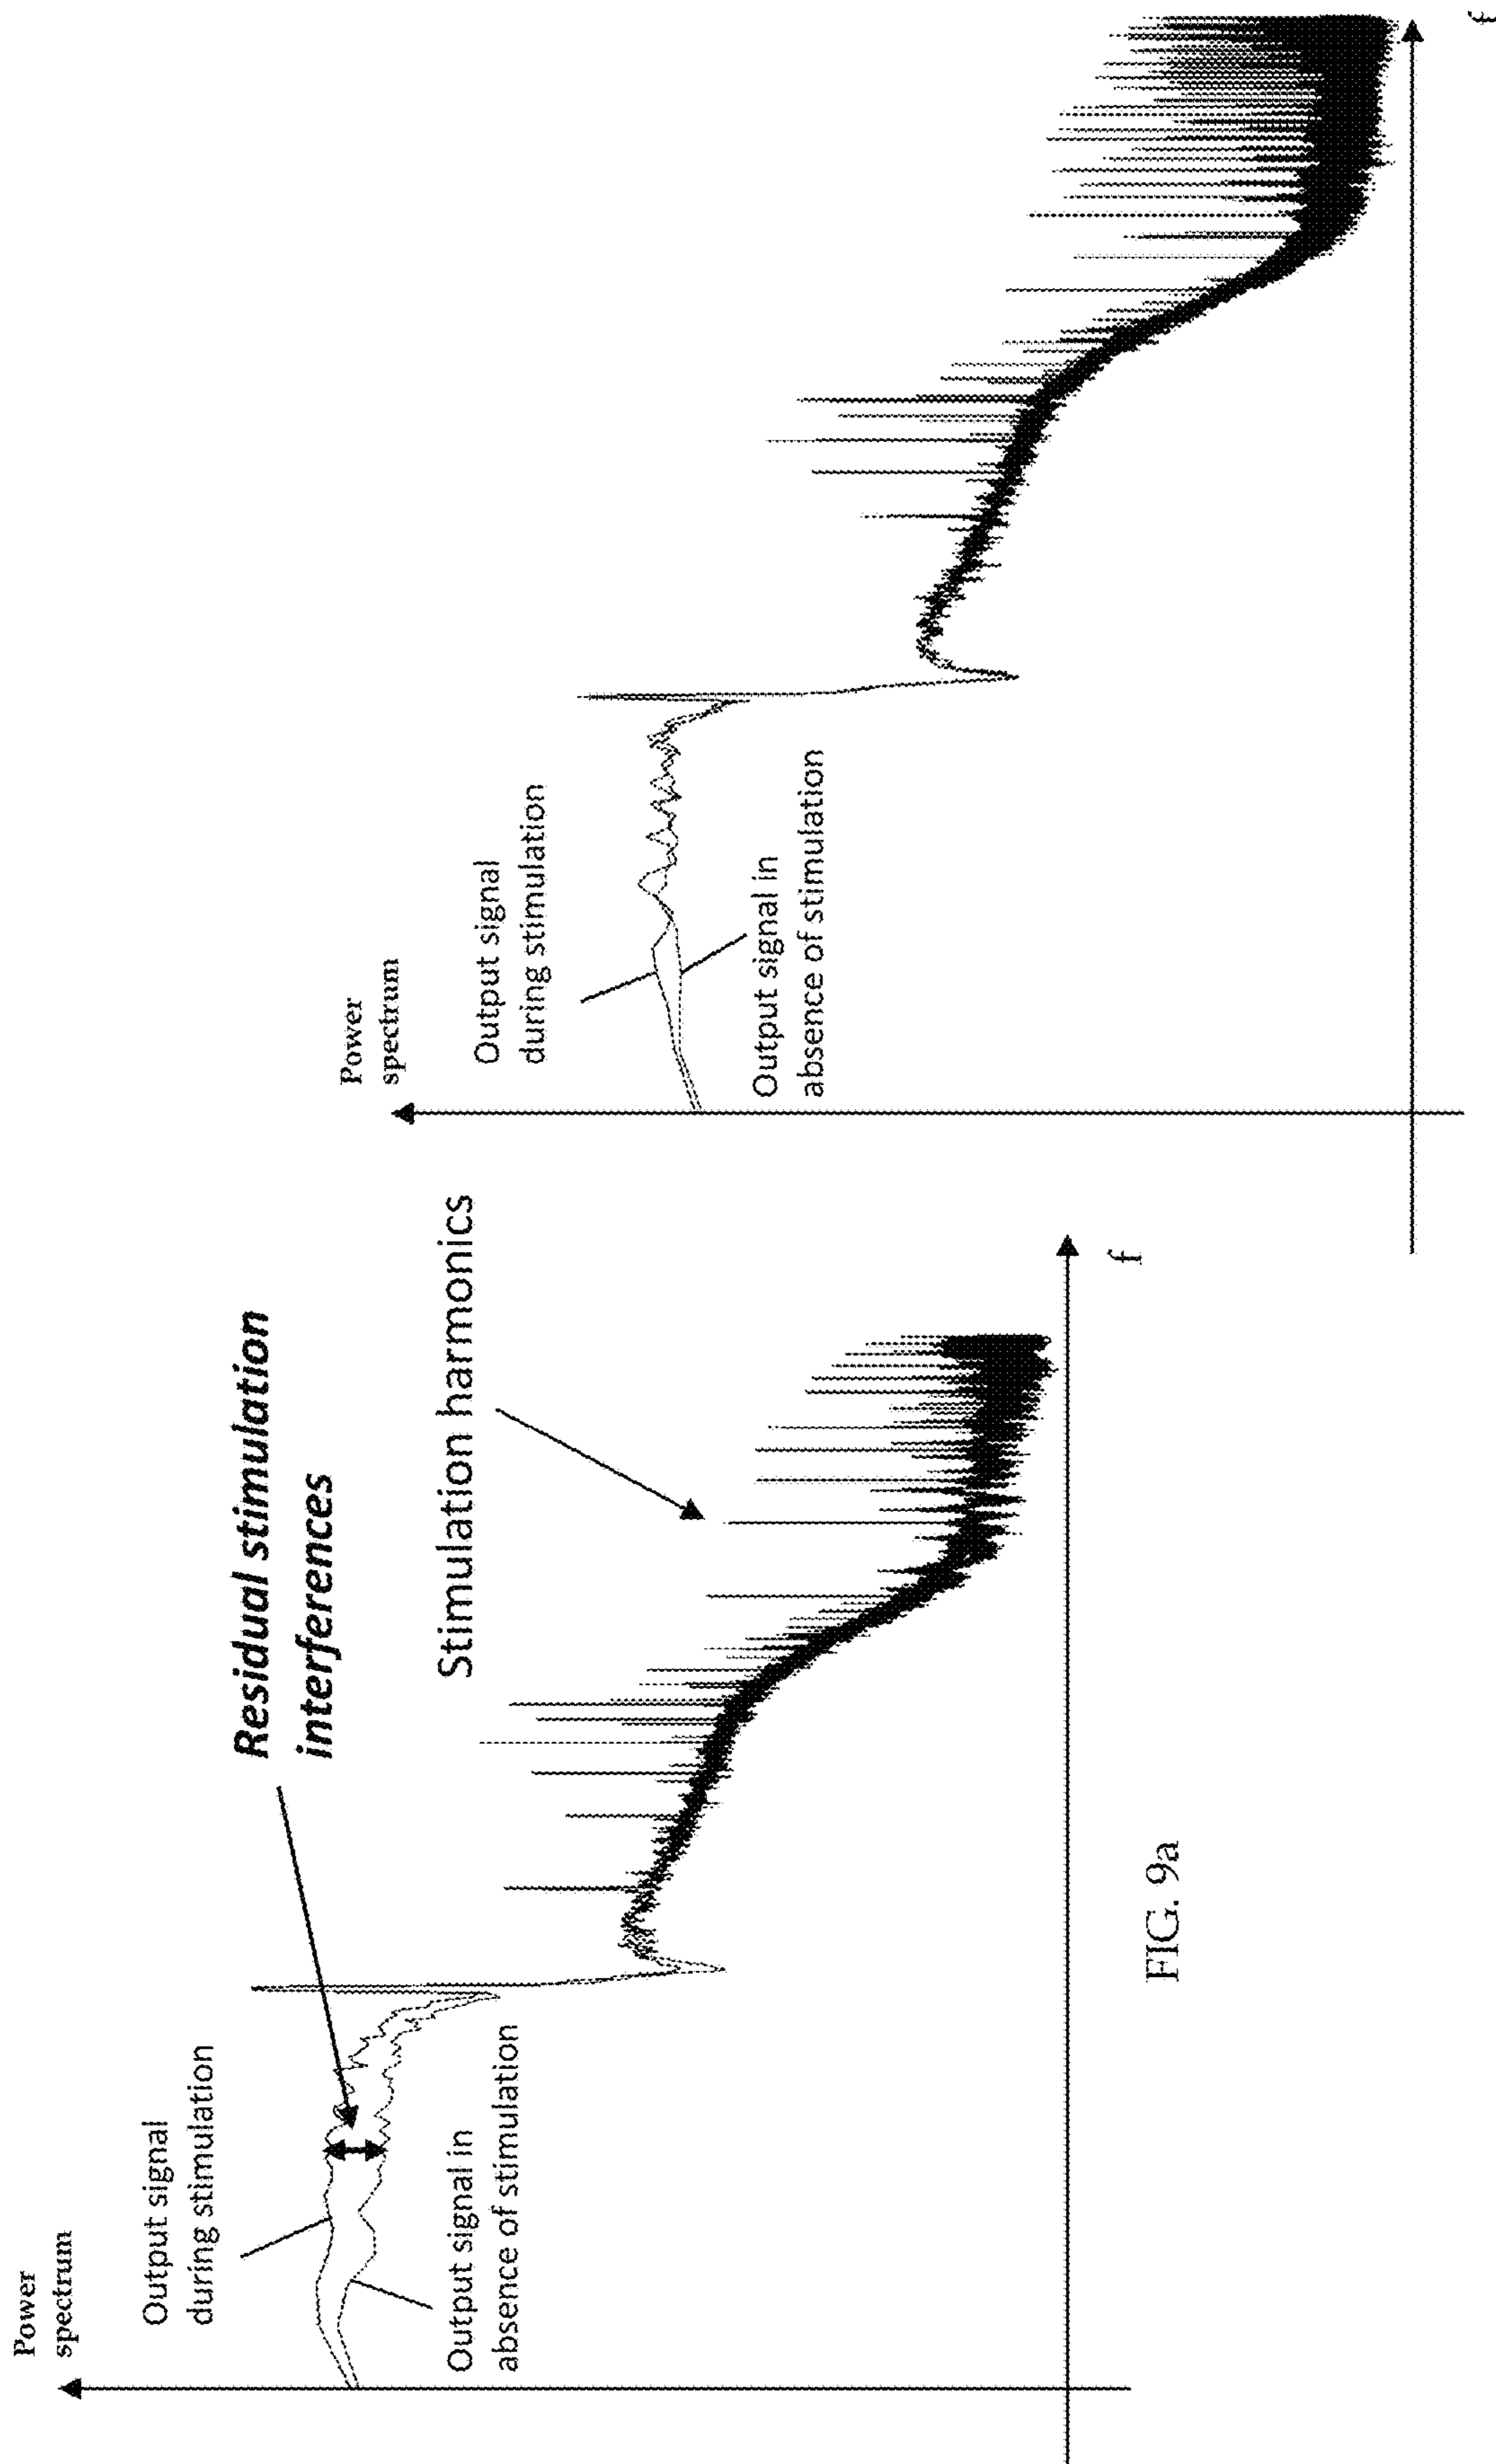 Power
spectrum
Output signal
during stimulation
Output signal in
absence of stimulation
Residual stimulation
interferences
Stimulation harmonics
f
FIG. 9a
Power
spectrum
Output signal
during stimulation
Output signal in
absence of stimulation
f